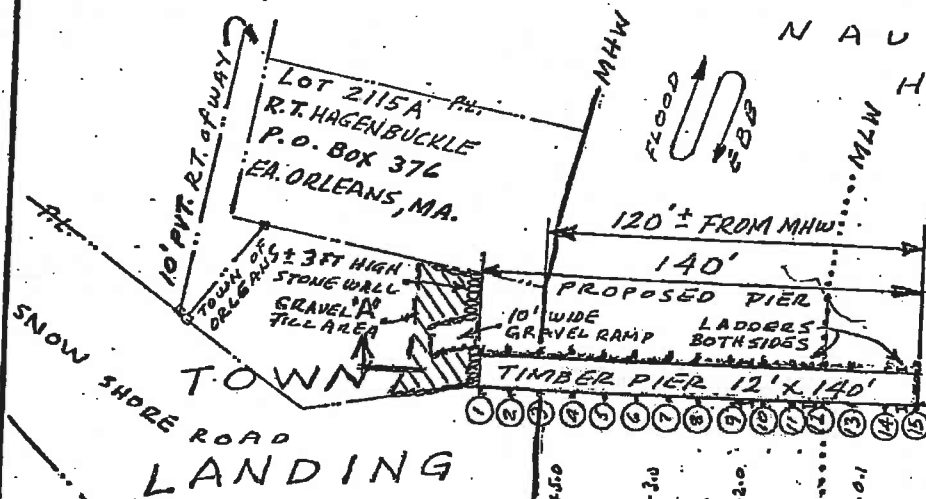 N A U
H
MHW
MLW
FLOOD
EBB
LOT 2115A
R.T. HAGENBUCKLE
P.O. BOX 376
EA. ORLEANS, MA.
P.L.
10' PVT. RT. OF WAY
P.L.
TOWN OF
ORLEANS
± 3 FT HIGH
STONE WALL
GRAVEL "A"
FILL AREA
120' ± FROM MHW
140'
PROPOSED PIER
10' WIDE
GRAVEL RAMP
LADDERS
BOTH SIDES
TIMBER PIER 12' X 140'
1 2 3 4 5 6 7 8 9 10 11 12 13 14 15
TOWN
LANDING
SNOW SHORE ROAD